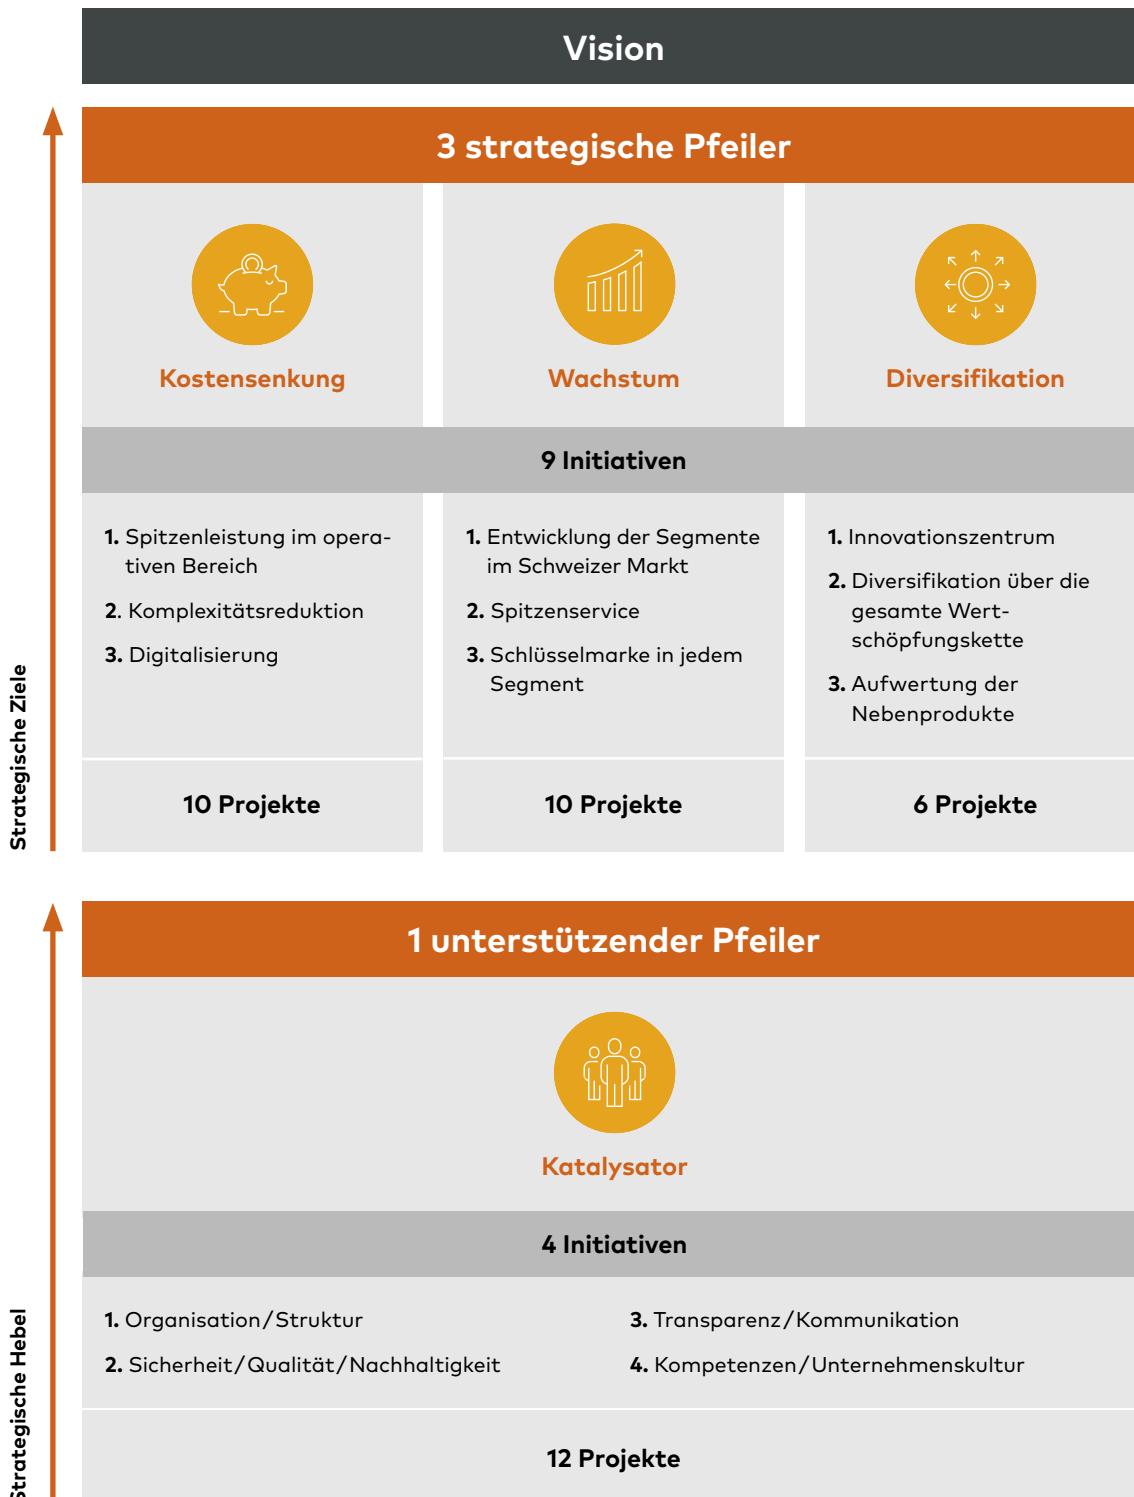 Vision
3 strategische Pfeiler
Kostensenkung
Wachstum
Diversifikation
9 Initiativen
1. Spitzenleistung im opera-
tiven Bereich
2. Komplexitätsreduktion
3. Digitalisierung
1. Entwicklung der Segmente
im Schweizer Markt
2. Spitzenservice
3. Schlüsselmarke in jedem
Segment
1. Innovationszentrum
2. Diversifikation über die
gesamte Wert-
schöpfungskette
3. Aufwertung der
Nebenprodukte
10 Projekte
10 Projekte
6 Projekte
Strategische Ziele
1 unterstützender Pfeiler
Katalysator
4 Initiativen
1. Organisation/Struktur
2. Sicherheit/Qualität/Nachhaltigkeit
3. Transparenz/Kommunikation
4. Kompetenzen/Unternehmenskultur
12 Projekte
Strategische Hebel